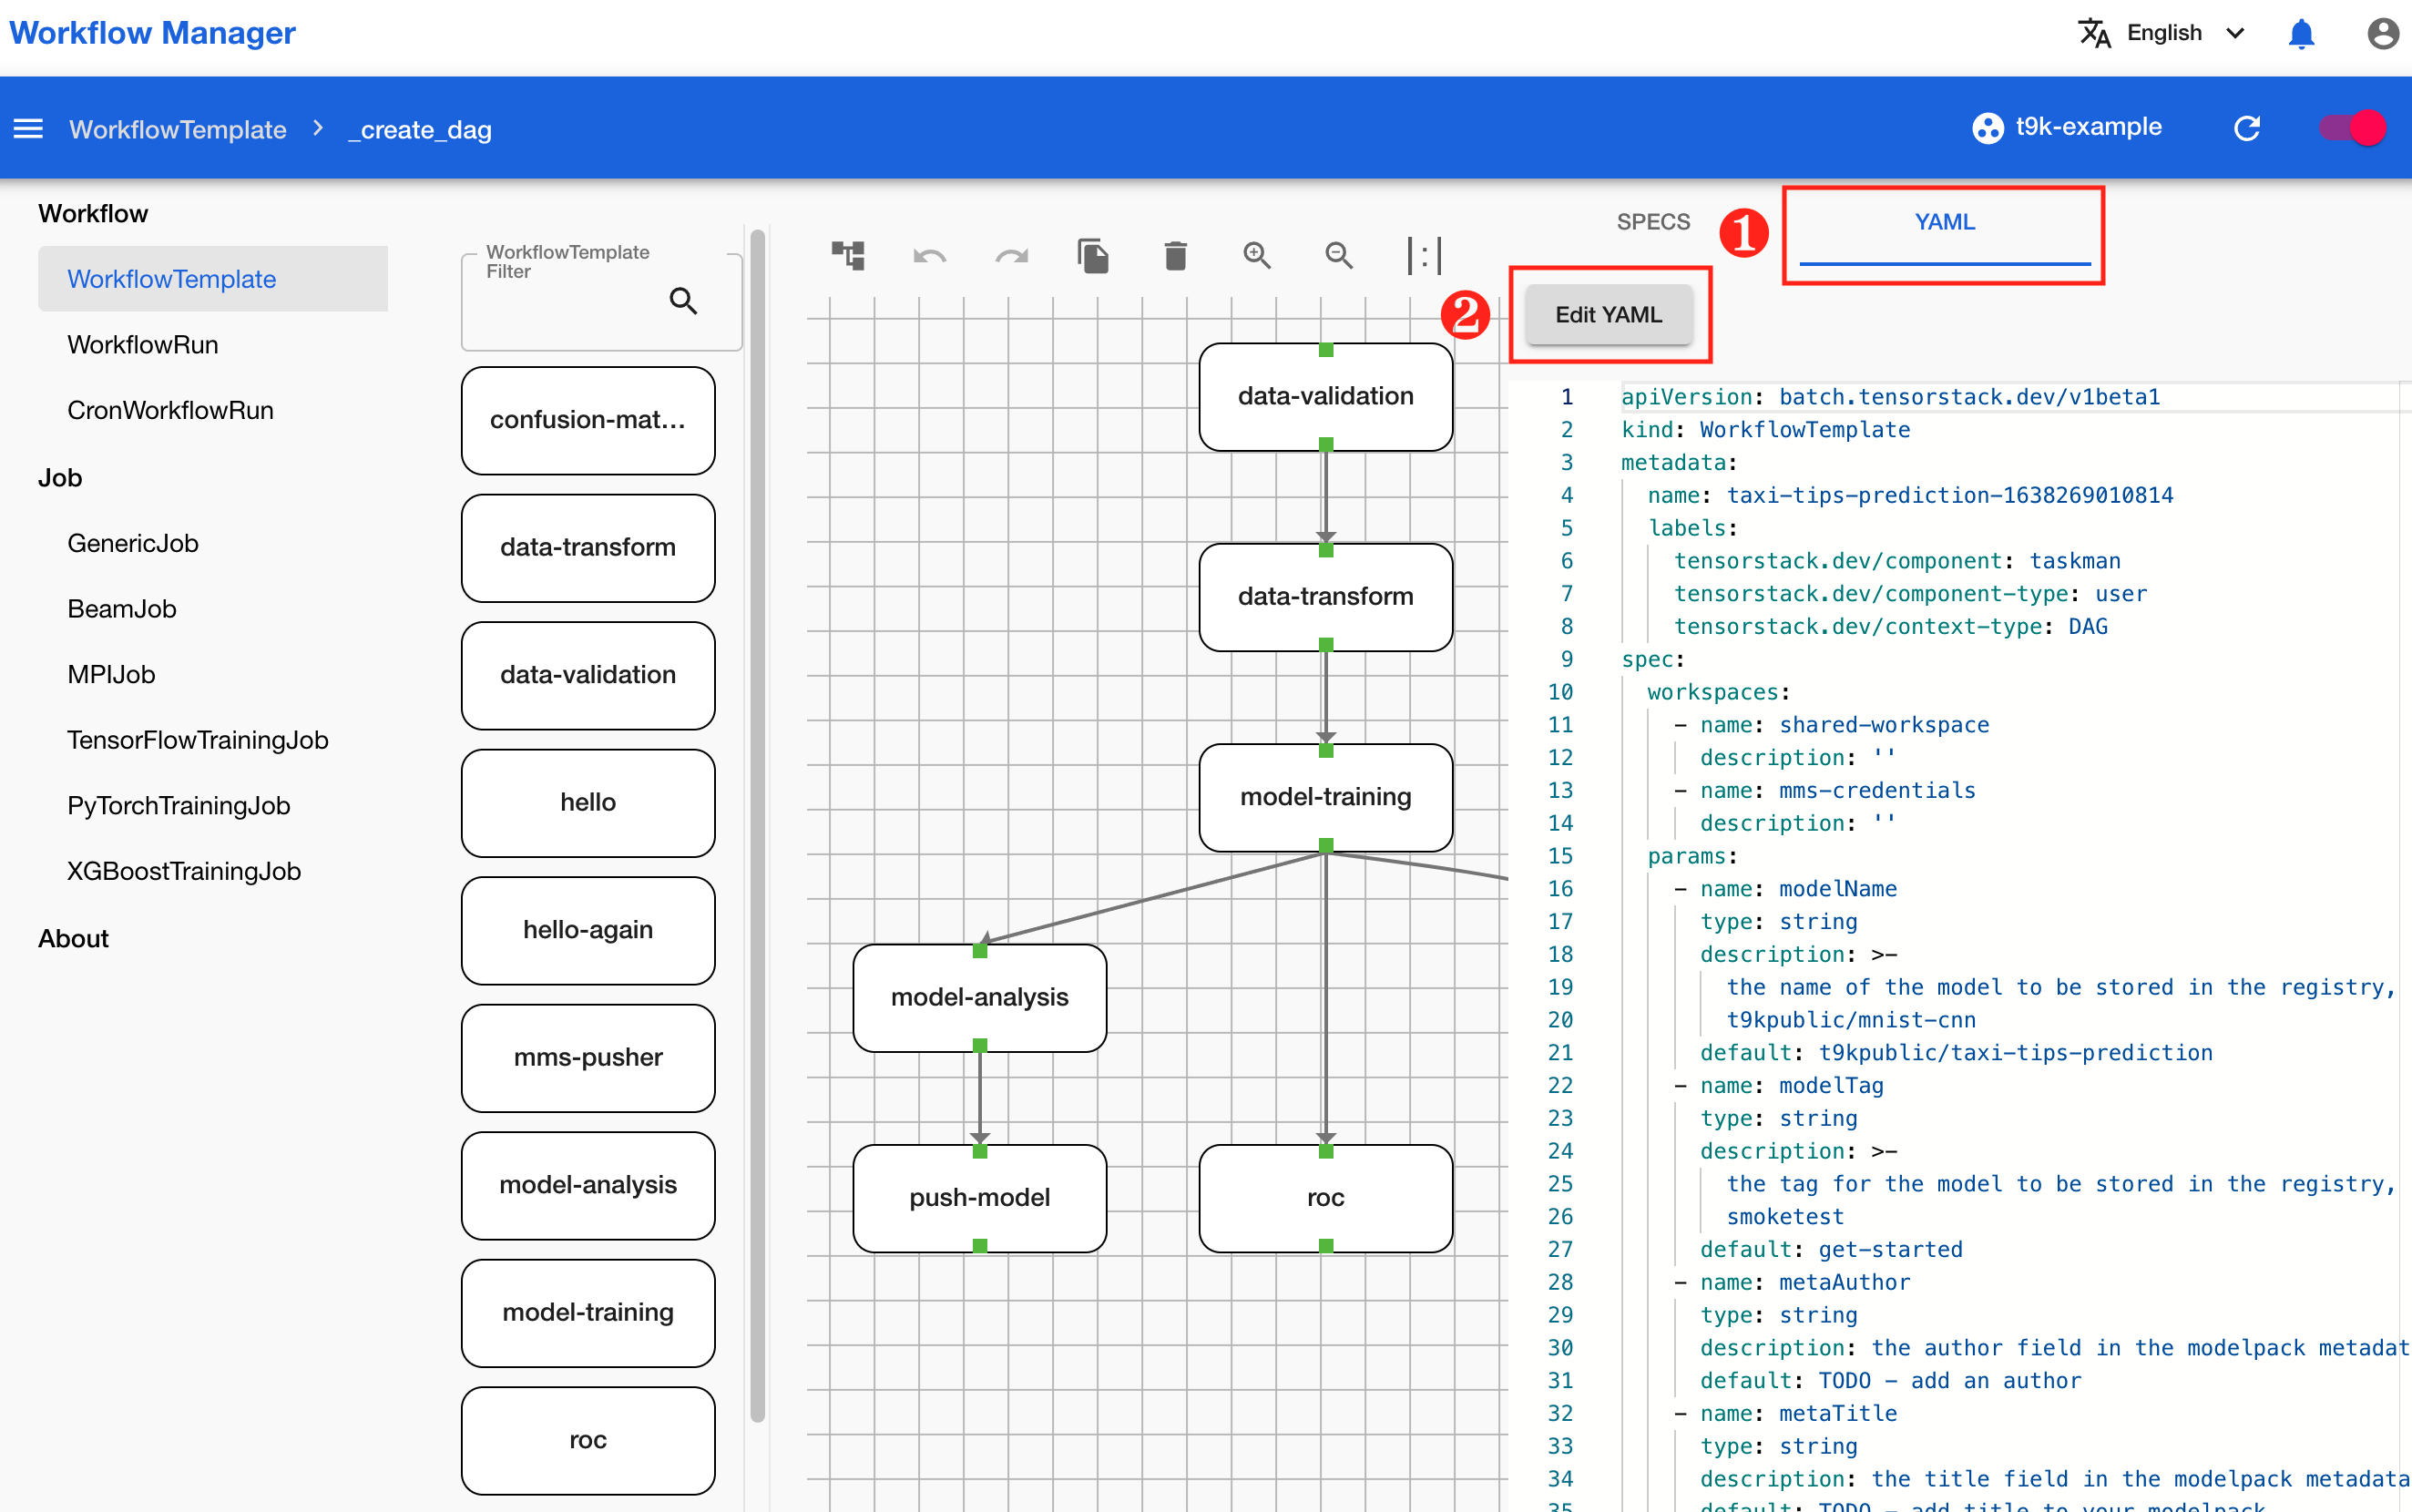 Workflow Manager
English
WorkflowTemplate > _create_dag
t9k-example
Workflow
WorkflowTemplate
WorkflowRun
CronWorkflowRun
Job
GenericJob
BeamJob
MPIJob
TensorFlowTrainingJob
PyTorchTrainingJob
XGBoostTrainingJob
About
WorkflowTemplate
Filter
confusion-mat...
data-transform
data-validation
hello
hello-again
mms-pusher
model-analysis
model-training
roc
data-validation
data-transform
model-training
model-analysis
push-model
roc
SPECS
1
YAML
2
Edit YAML
1 apiVersion: batch.tensorstack.dev/v1beta1
2 kind: WorkflowTemplate
3 metadata:
4 name: taxi-tips-prediction-1638269010814
5 labels:
6 tensorstack.dev/component: taskman
7 tensorstack.dev/component-type: user
8 tensorstack.dev/context-type: DAG
9 spec:
10 workspaces:
11 - name: shared-workspace
12 description: ''
13 - name: mms-credentials
14 description: ''
15 params:
16 - name: modelName
17 type: string
18 description: >-
19 the name of the model to be stored in the registry,
20 t9kpublic/mnist-cnn
21 default: t9kpublic/taxi-tips-prediction
22 - name: modelTag
23 type: string
24 description: >-
25 the tag for the model to be stored in the registry,
26 smoketest
27 default: get-started
28 - name: metaAuthor
29 type: string
30 description: the author field in the modelpack metadat
31 default: TODO - add an author
32 - name: metaTitle
33 type: string
34 description: the title field in the modelpack metadata
35 default: TODO - add title to your modelpack